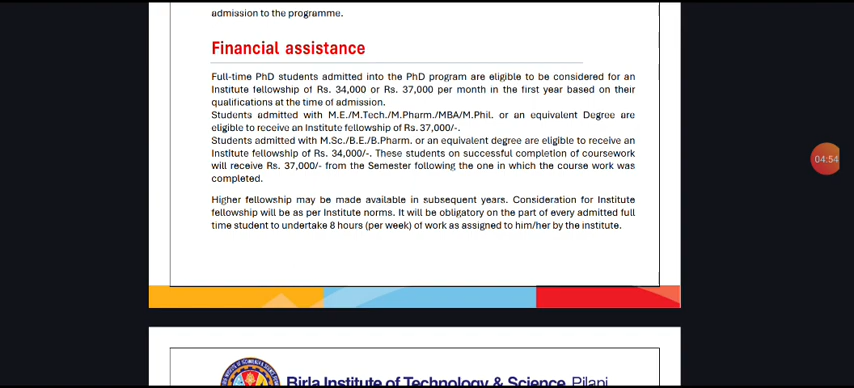 admission to the programme.
Financial assistance
Full-time PhD students admitted into the PhD program are eligible to be considered for an
Institute fellowship of Rs. 34,000 or Rs. 37,000 per month in the first year based on their
qualifications at the time of admission.
Students admitted with M.E./M.Tech./M.Pharm./MBA/M.Phil. or an equivalent Degree are
eligible to receive an Institute fellowship of Rs. 37,000/-.
Students admitted with M.Sc./B.E./B.Pharm. or an equivalent degree are eligible to receive an
Institute fellowship of Rs. 34,000/-. These students on successful completion of coursework
will receive Rs. 37,000/- from the Semester following the one in which the course work was
completed.
Higher fellowship may be made available in subsequent years. Consideration for Institute
fellowship will be as per Institute norms. It will be obligatory on the part of every admitted full
time student to undertake 8 hours (per week) of work as assigned to him/her by the institute.
04:54
Birla Institute of Technology & Science, Pilani